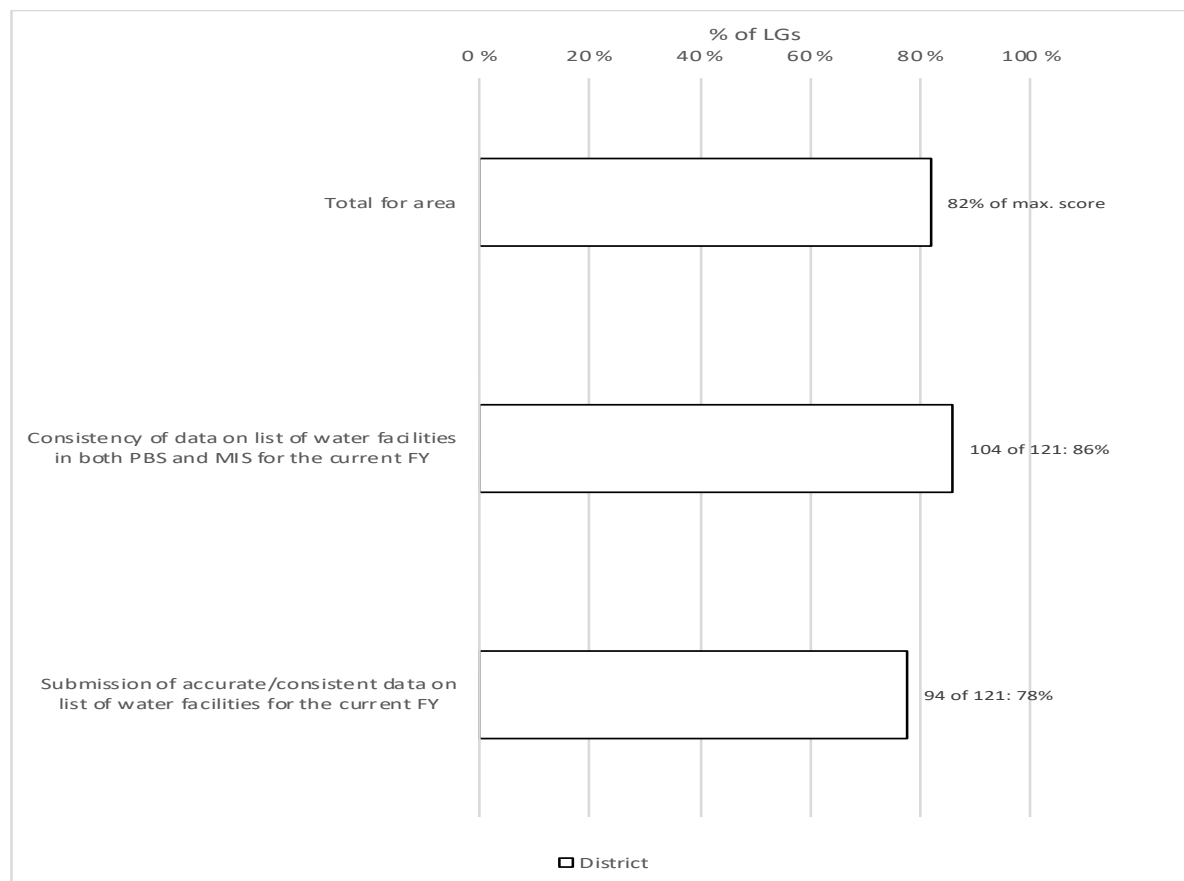 % of LGs
0 % 20 % 40 % 60 % 80 % 100 %
Total for area
82% of max. score
Consistency of data on list of water facilities
in both PBS and MIS for the current FY
104 of 121: 86%
Submission of accurate/consistent data on
list of water facilities for the current FY
94 of 121: 78%
District